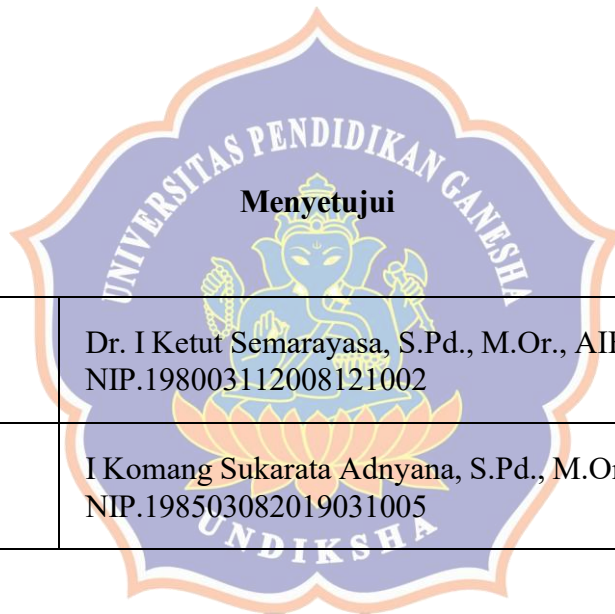 UNIVERSITAS PENDIDIKAN GANESHA
Menyetujui
Dr. I Ketut Semarayasa, S.Pd., M.Or.,
NIP.198003112008121002
I Komang Sukarata Adnyana, S.Pd.,
NIP.198503082019031005
UNDIKSHA